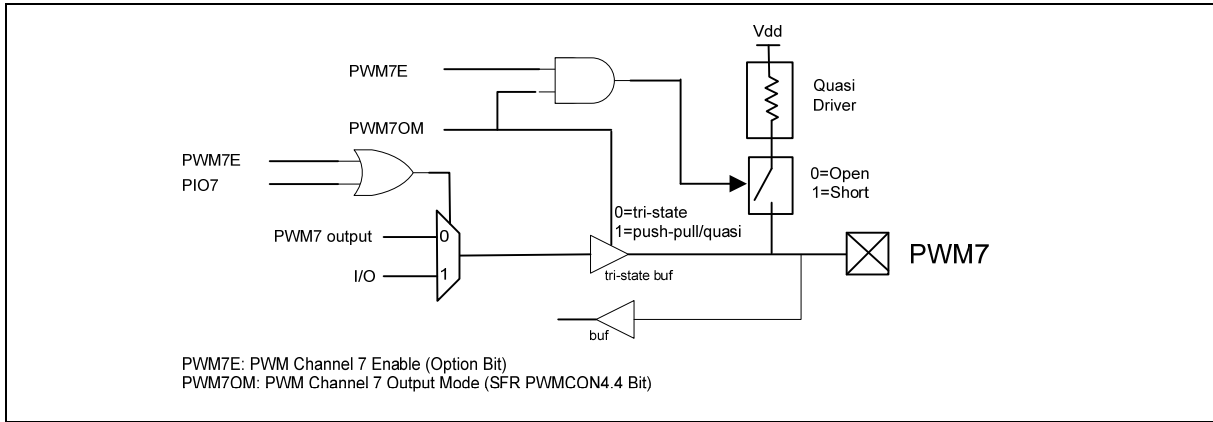 Vdd
PWM7E
Quasi
Driver
PWM7OM
PWM7E
PIO7
0=Open
1=Short
0=tri-state
1=push-pull/quasi
PWM7 output
0
I/O
1
tri-state buf
PWM7
buf
PWM7E: PWM Channel 7 Enable (Option Bit)
PWM7OM: PWM Channel 7 Output Mode (SFR PWMCON4.4 Bit)